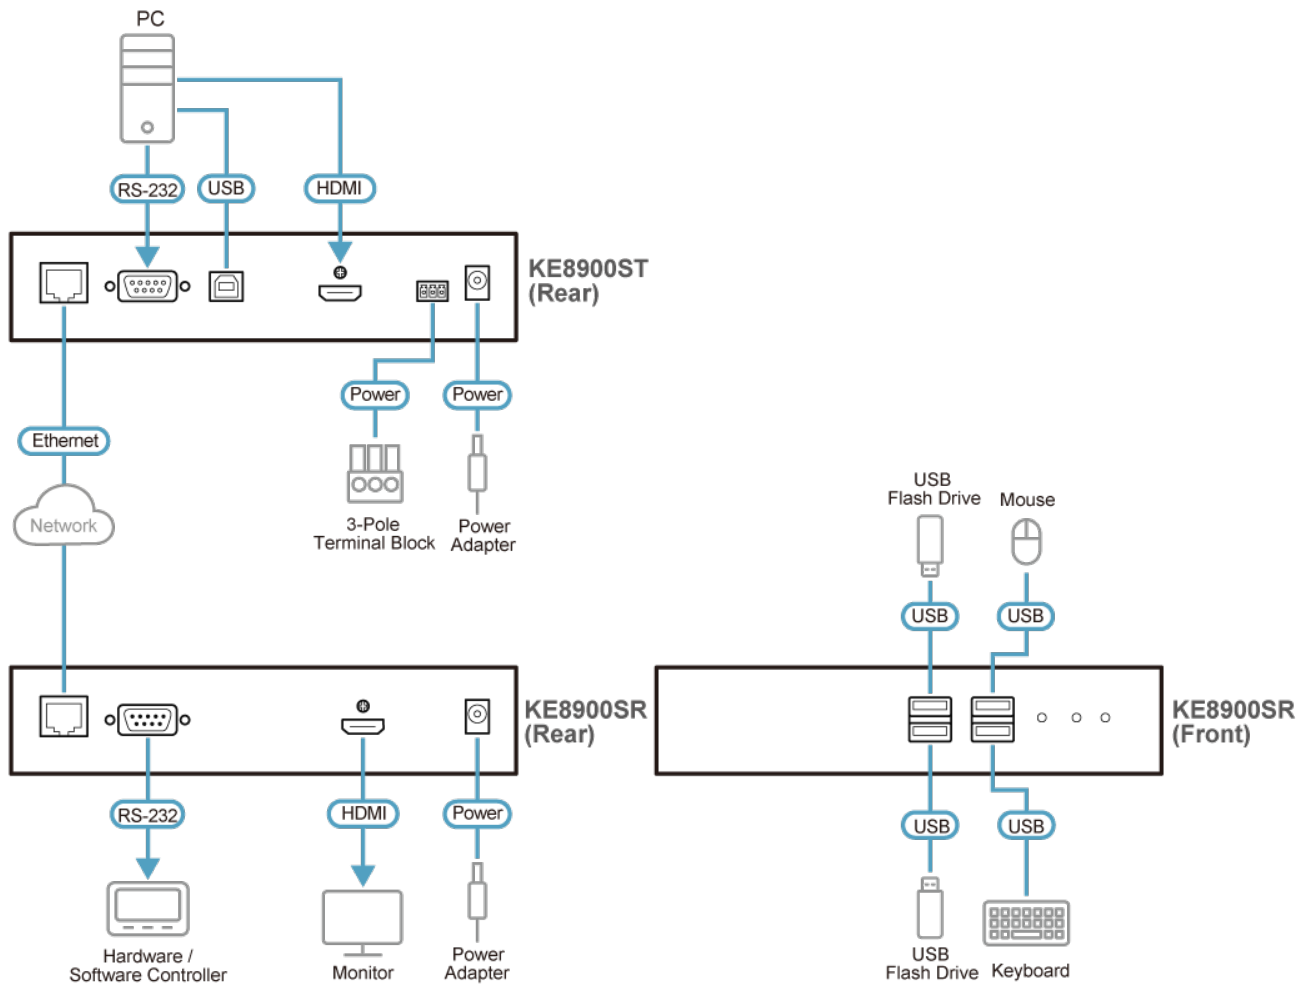 PC
RS-232
USB
HDMI
KE8900ST
(Rear)
Power
Power
Ethernet
Network
3-Pole
Terminal Block
Power
Adapter
USB
Flash Drive
Mouse
USB
USB
KE8900SR
(Rear)
KE8900SR
(Front)
RS-232
HDMI
Power
USB
USB
Hardware /
Software Controller
Monitor
Power
Adapter
USB
Flash Drive
Keyboard